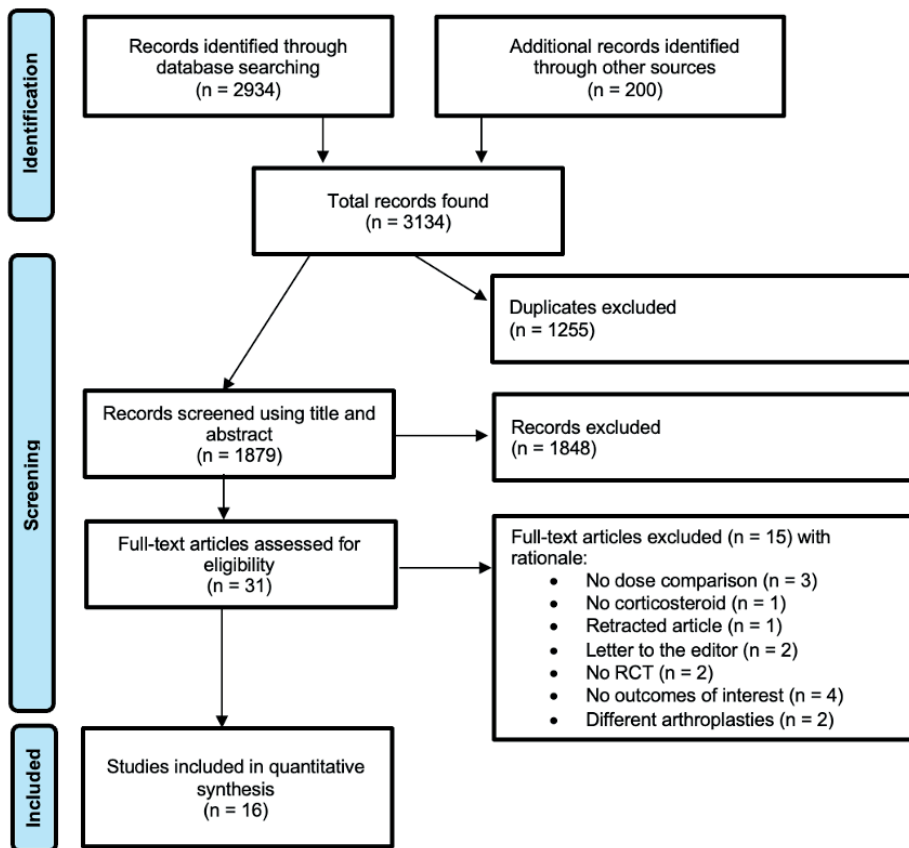 Identification
Records identified through
database searching
(n = 2934)
Additional records identified
through other sources
(n = 200)
Total records found
(n = 3134)
Screening
Duplicates excluded
(n = 1255)
Records screened using title and
abstract
(n = 1879)
Records excluded
(n = 1848)
Full-text articles assessed for
eligibility
(n = 31)
Full-text articles excluded (n = 15) with
rationale:
• No dose comparison (n = 3)
• No corticosteroid (n = 1)
• Retracted article (n = 1)
• Letter to the editor (n = 2)
• No RCT (n = 2)
• No outcomes of interest (n = 4)
• Different arthroplasties (n = 2)
Included
Studies included in quantitative
synthesis
(n = 16)